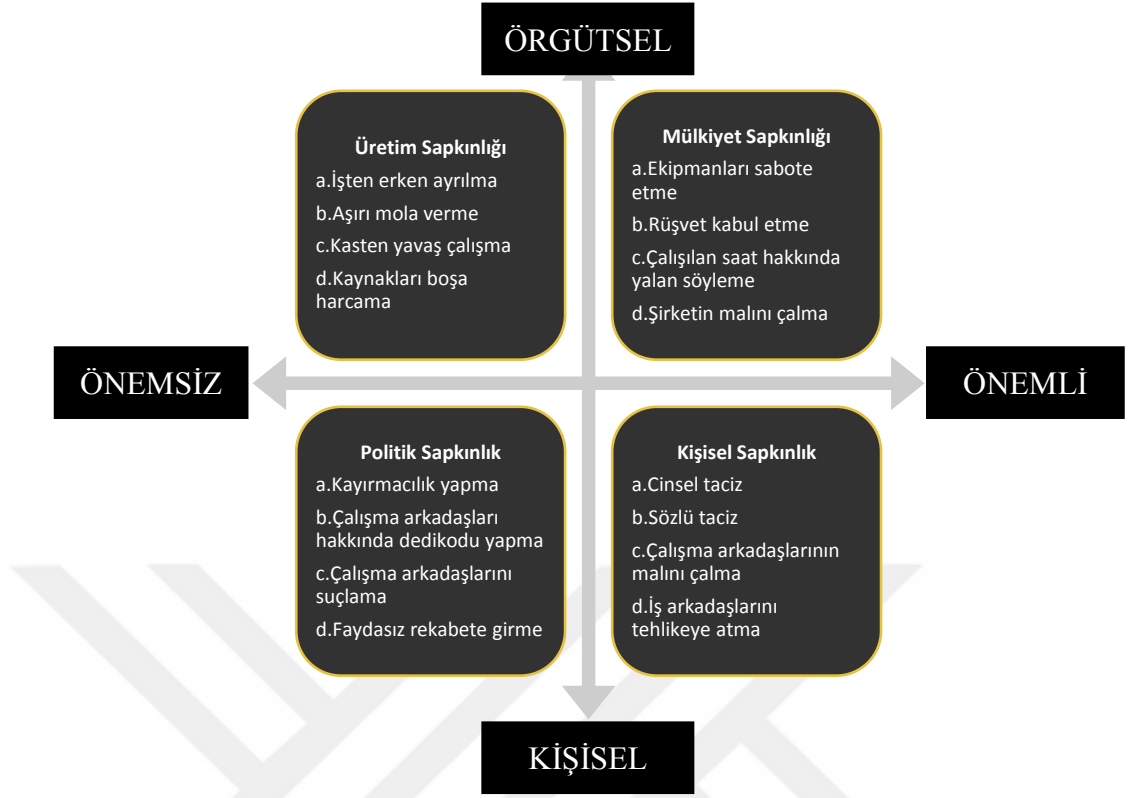 ÖRGÜTSEL
Üretim Sapkınlığı
a.İşten erken ayrılma
b.Aşırı mola verme
c.Kasten yavaş çalışma
d.Kaynakları boşa
harcama
Mülkiyet Sapkınlığı
a.Ekipmanları sabote
etme
b.Rüşvet kabul etme
c.Çalışılan saat hakkında
yalan söyleme
d.Şirketin malını çalma
ÖNEMSİZ
ÖNEMLİ
Politik Sapkınlık
a.Kayırmacılık yapma
b.Çalışma arkadaşları
hakkında dedikodu yapma
c.Çalışma arkadaşlarını
suçlama
d.Faydasız rekabete girme
Kişisel Sapkınlık
a.Cinsel taciz
b.Sözlü taciz
c.Çalışma arkadaşlarının
malını çalma
d.İş arkadaşlarını
tehlikeye atma
KİŞİSEL